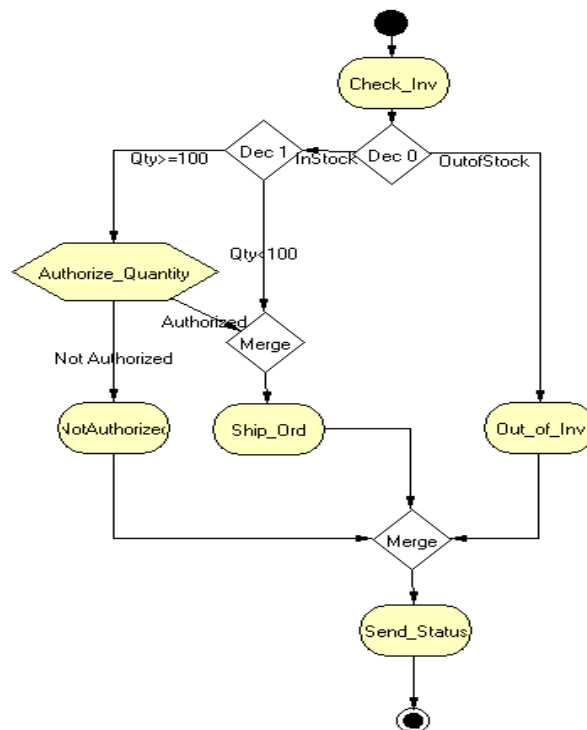 Check_Inv
Dec 1
InStock
Dec 0
Qty>=100
OutofStock
Qty<100
Authorize_Quantity
Authorized
Merge
Not Authorized
NotAuthorized
Ship_Ord
Out_of_Inv
Merge
Send_Status